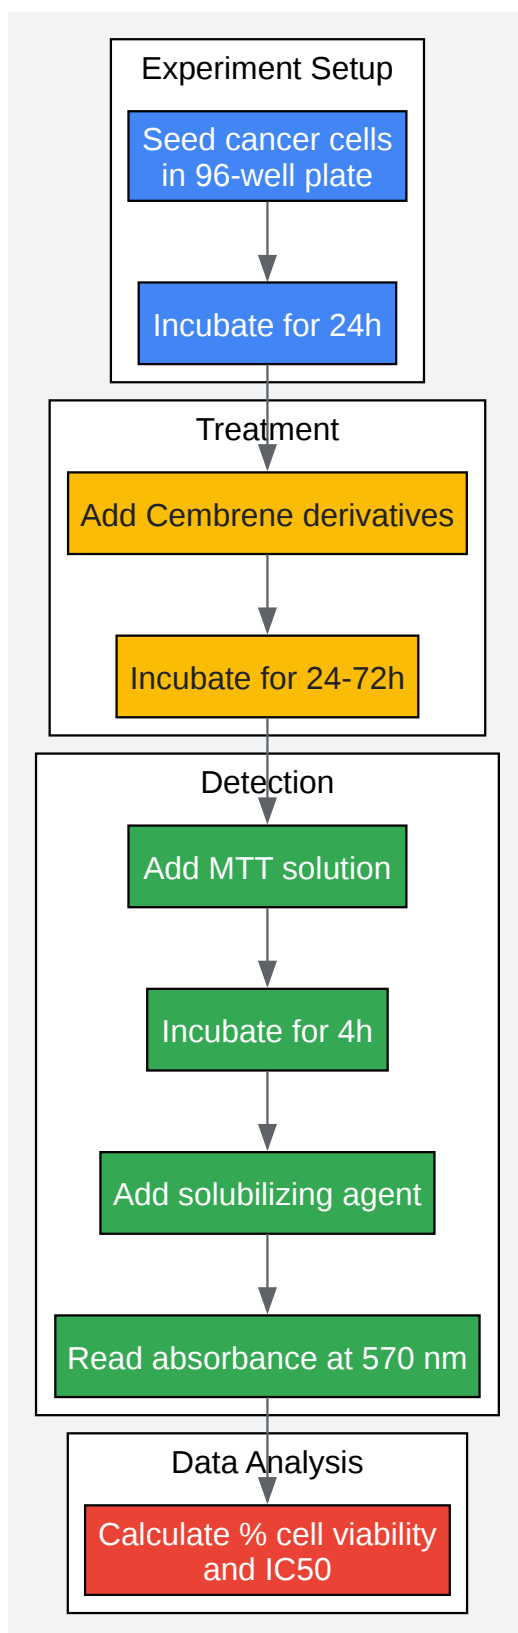 Experiment Setup
Seed cancer cells
in 96-well plate
Incubate for 24h
Treatment
Add Cembrene derivatives
Incubate for 24-72h
Detection
Add MTT solution
Incubate for 4h
Add solubilizing agent
Read absorbance at 570 nm
Data Analysis
Calculate % cell viability
and IC50